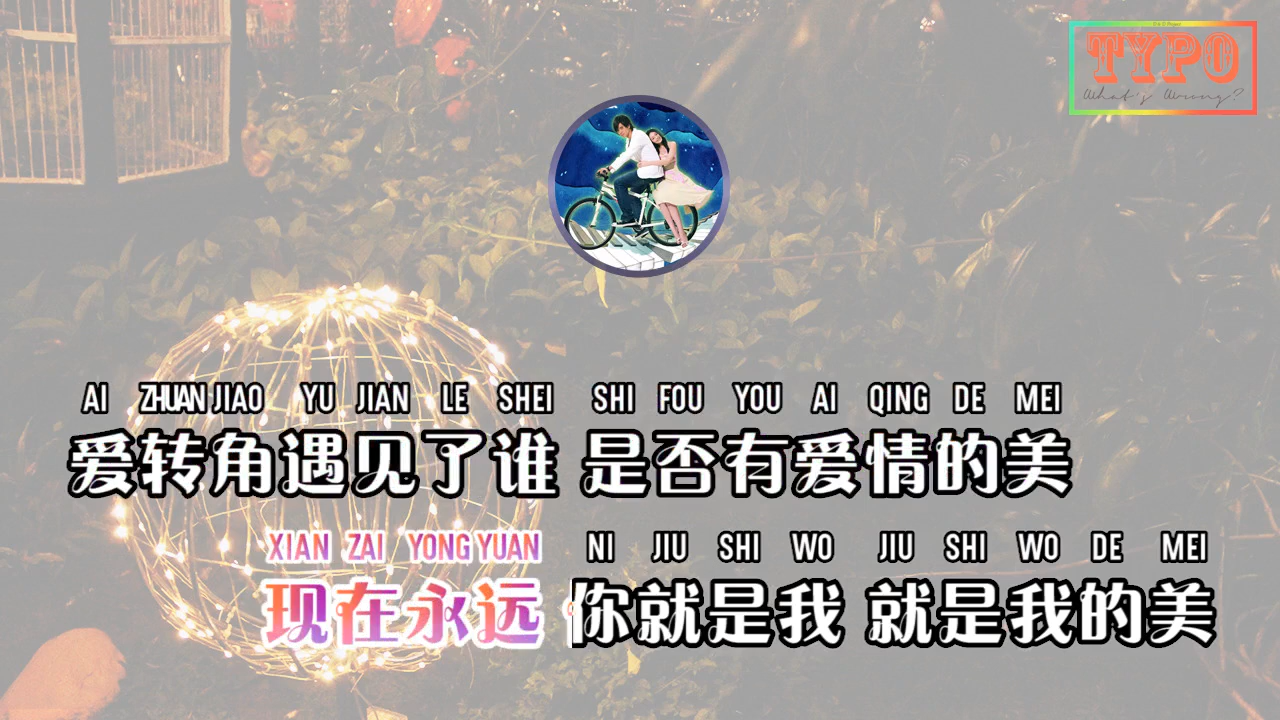 TYPO
What's Wrong?
AI ZHUAN JIAO YU JIAN LE SHEI SHI FOU YOU AI QING DE MEI
爱转角遇见了谁 是否有爱情的美
XIAN ZAI YONG YUAN NI JIU SHI WO JIU SHI WO DE MEI
现在永远 你就是我 就是我的美